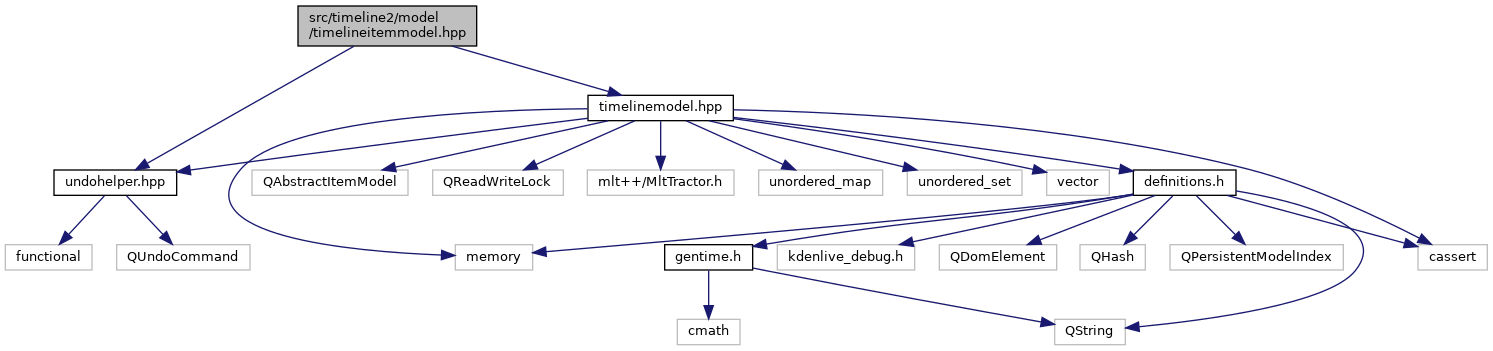 src/timeline2/model
/timelineitemmodel.hpp
timelinemodel.hpp
undohelper.hpp
QAbstractItemModel
QReadWriteLock
mlt++/MltTractor.h
unordered_map
unordered_set
vector
definitions.h
functional
QUndoCommand
memory
gentime.h
kdenlive_debug.h
QDomElement
QHash
QPersistentModelIndex
cassert
cmath
QString